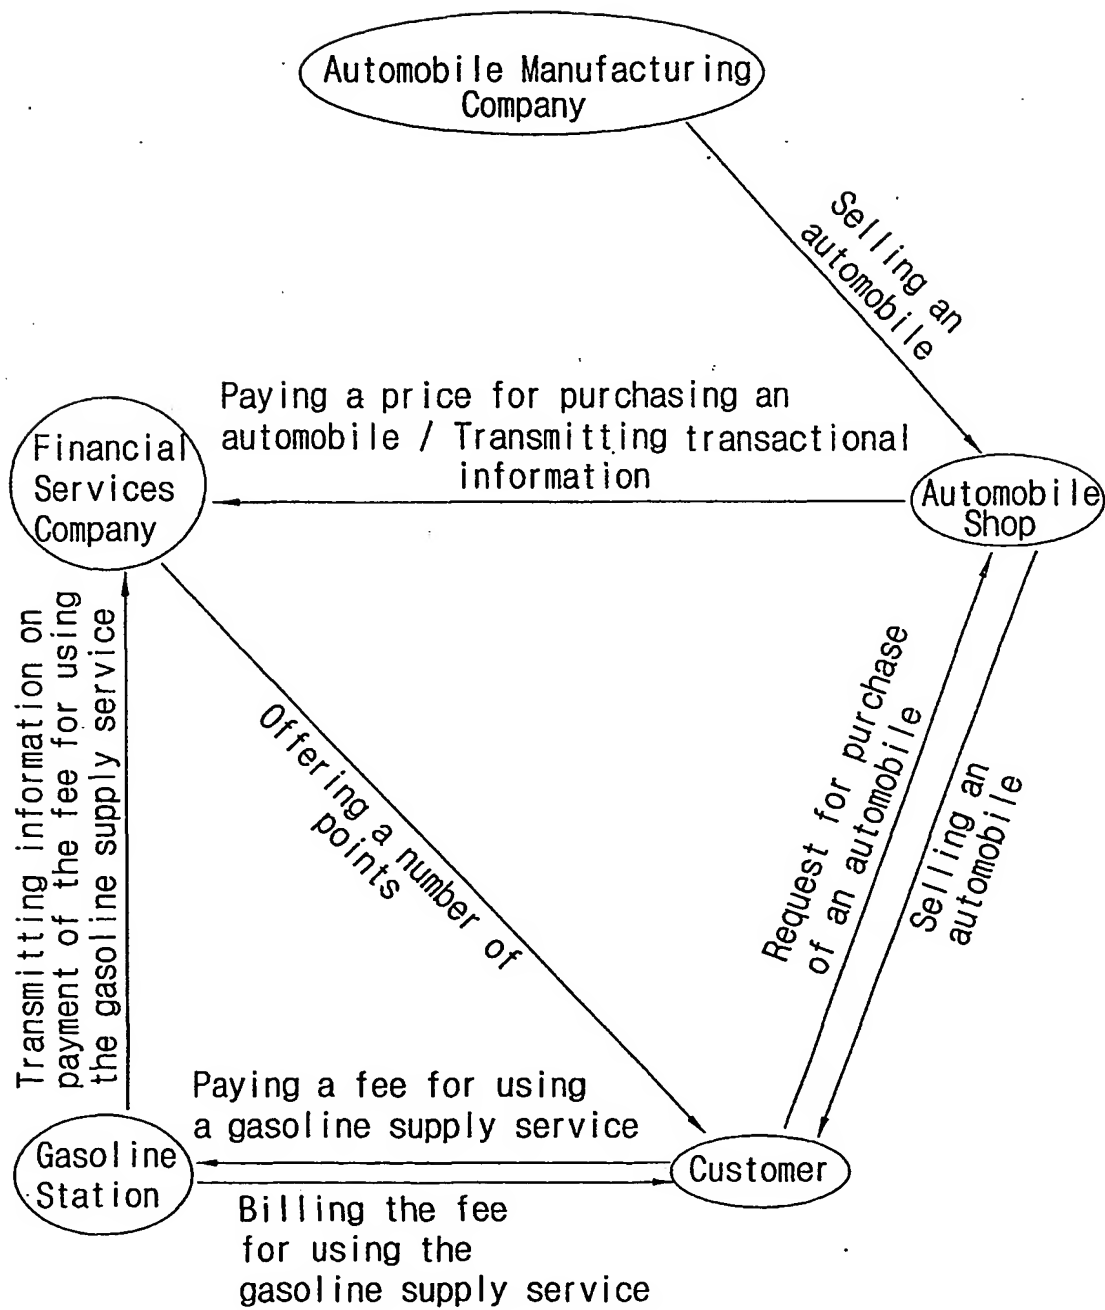 Automobile Manufacturing
Company
Selling an
automobile
Paying a price for purchasing an
automobile / Transmitting transactional
information
Financial
Services
Company
Automobile
Shop
Transmitting information on
payment of the fee for using
the gasoline supply service
Offering a number of
points
Request for purchase
of an automobile
Selling an
automobile
Paying a fee for using
a gasoline supply service
Gasoline
Station
Customer
Billing the fee
for using the
gasoline supply service